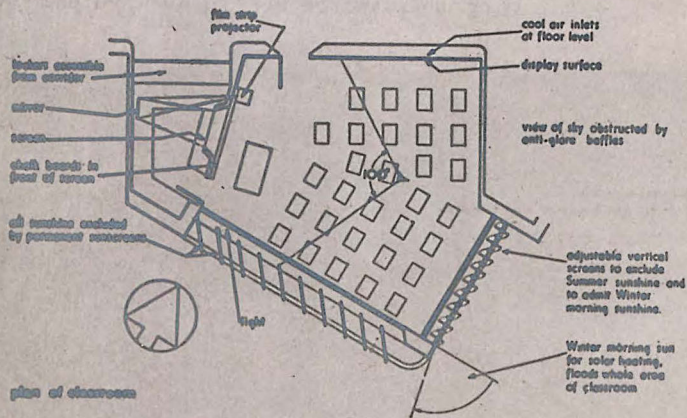 film strip
projector
cool air inlets
at floor level
display surface
lockers accessible
from corridor
mirror
screen
chalk boards in
front of screen
view of sky obstructed by
anti-glare baffles
100°
all sunshine excluded
by permanent sunscreens
light
adjustable vertical
screens to exclude
Summer sunshine and
to admit Winter
morning sunshine.
Winter morning sun
for solar heating,
floods whole area
of classroom
plan of classroom